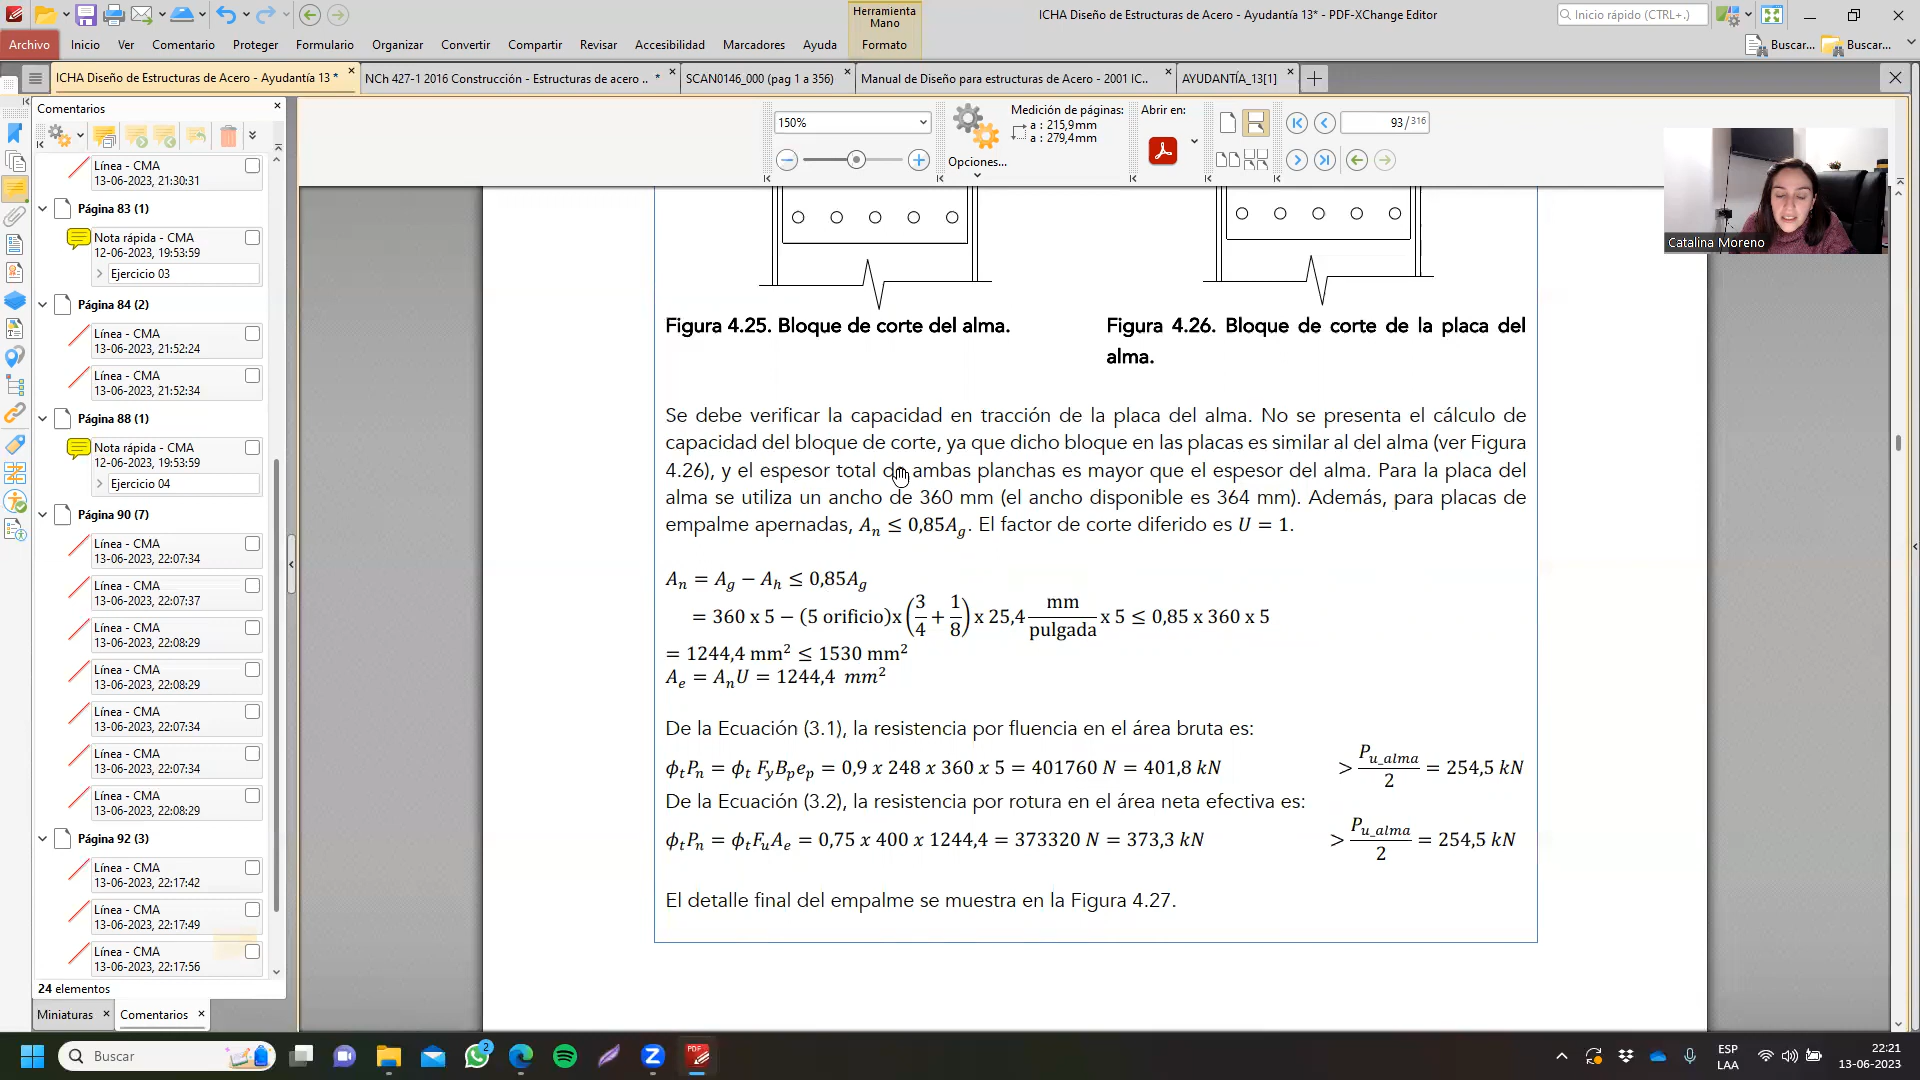 Herramienta Mano
ICHA Diseño de Estructuras de Acero - Ayudantía 13* - PDF-XChange Editor
Inicio rápido (CTRL+.)
Archivo Inicio Ver Comentario Proteger Formulario Organizar Convertir Compartir Revisar Accesibilidad Marcadores Ayuda Formato Buscar... Buscar...
ICHA Diseño de Estructuras de Acero - Ayudantía 13 * NCh 427-1 2016 Construcción - Estructuras de acero .. * SCAN0146_000 (pag 1 a 356) Manual de Diseño para estructuras de Acero - 2001 IC.. AYUDANTÍA_13[1]
Comentarios
150%
Opciones...
Medición de páginas:
a : 215,9mm
a : 279,4mm
Abrir en:
93 / 316
Línea - CMA
13-06-2023, 21:30:31
Página 83 (1)
Nota rápida - CMA
12-06-2023, 19:53:59
Ejercicio 03
Página 84 (2)
Línea - CMA
13-06-2023, 21:52:24
Línea - CMA
13-06-2023, 21:52:34
Página 88 (1)
Nota rápida - CMA
12-06-2023, 19:53:59
Ejercicio 04
Página 90 (7)
Línea - CMA
13-06-2023, 22:07:34
Línea - CMA
13-06-2023, 22:07:37
Línea - CMA
13-06-2023, 22:08:29
Línea - CMA
13-06-2023, 22:08:29
Línea - CMA
13-06-2023, 22:07:34
Línea - CMA
13-06-2023, 22:07:34
Línea - CMA
13-06-2023, 22:08:29
Página 92 (3)
Línea - CMA
13-06-2023, 22:17:42
Línea - CMA
13-06-2023, 22:17:49
Línea - CMA
13-06-2023, 22:17:56
24 elementos
Miniaturas Comentarios
Catalina Moreno
Figura 4.25. Bloque de corte del alma.
Figura 4.26. Bloque de corte de la placa del
alma.
Se debe verificar la capacidad en tracción de la placa del alma. No se presenta el cálculo de
capacidad del bloque de corte, ya que dicho bloque en las placas es similar al del alma (ver Figura
4.26), y el espesor total de ambas planchas es mayor que el espesor del alma. Para la placa del
alma se utiliza un ancho de 360 mm (el ancho disponible es 364 mm). Además, para placas de
empalme apernadas, Aₙ ≤ 0,85A_g. El factor de corte diferido es U = 1.
Aₙ = A_g − A_h ≤ 0,85A_g
= 360 x 5 − (5 orificio)x (3/4 + 1/8) x 25,4 mm/pulgada x 5 ≤ 0,85 x 360 x 5
= 1244,4 mm² ≤ 1530 mm²
A_e = AₙU = 1244,4 mm²
De la Ecuación (3.1), la resistencia por fluencia en el área bruta es:
ϕ_tPₙ = ϕ_t F_yB_pe_p = 0,9 x 248 x 360 x 5 = 401760 N = 401,8 kN > P_{u_alma}/2 = 254,5 kN
De la Ecuación (3.2), la resistencia por rotura en el área neta efectiva es:
ϕ_tPₙ = ϕ_tF_uA_e = 0,75 x 400 x 1244,4 = 373320 N = 373,3 kN > P_{u_alma}/2 = 254,5 kN
El detalle final del empalme se muestra en la Figura 4.27.
Buscar
2
PDF
ESP
LAA
22:21
13-06-2023